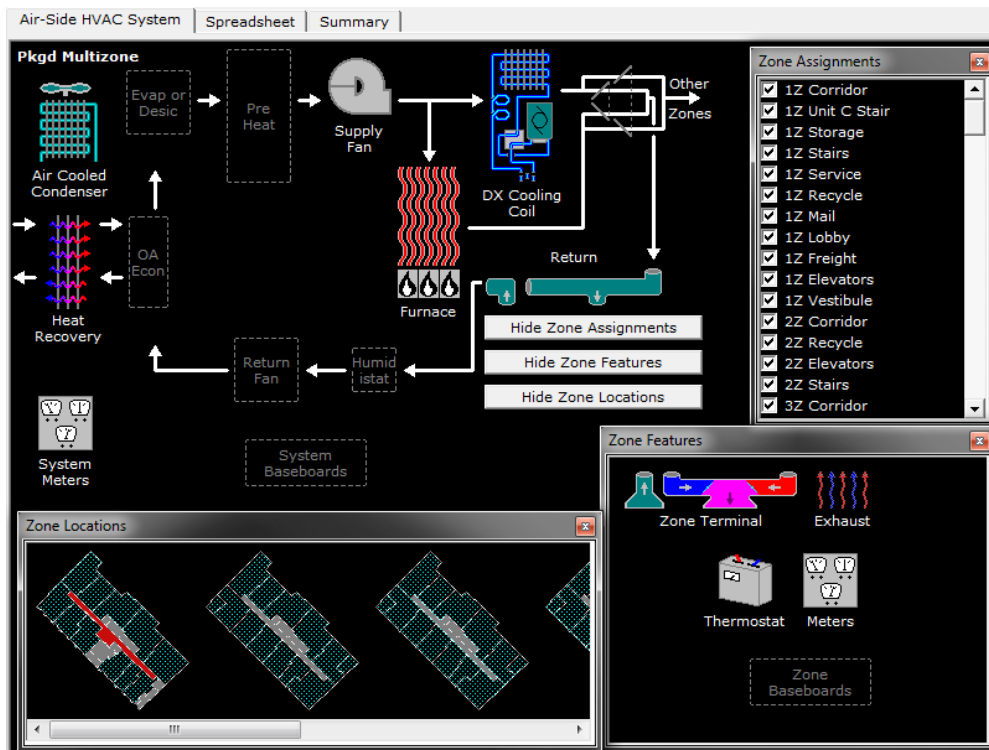 Air-Side HVAC System
Spreadsheet
Summary
Pkgd Multizone
Evap or
Desic
Pre
Heat
Supply
Fan
Air Cooled
Condenser
DX Cooling
Coil
Other
Zones
OA
Econ
Heat
Recovery
Furnace
Return
Return
Fan
Humid
istat
Hide Zone Assignments
Hide Zone Features
Hide Zone Locations
System
Meters
System
Baseboards
Zone Assignments
1Z Corridor
1Z Unit C Stair
1Z Storage
1Z Stairs
1Z Service
1Z Recycle
1Z Mail
1Z Lobby
1Z Freight
1Z Elevators
1Z Vestibule
2Z Corridor
2Z Recycle
2Z Elevators
2Z Stairs
3Z Corridor
Zone Features
Zone Terminal
Exhaust
Thermostat
Meters
Zone
Baseboards
Zone Locations